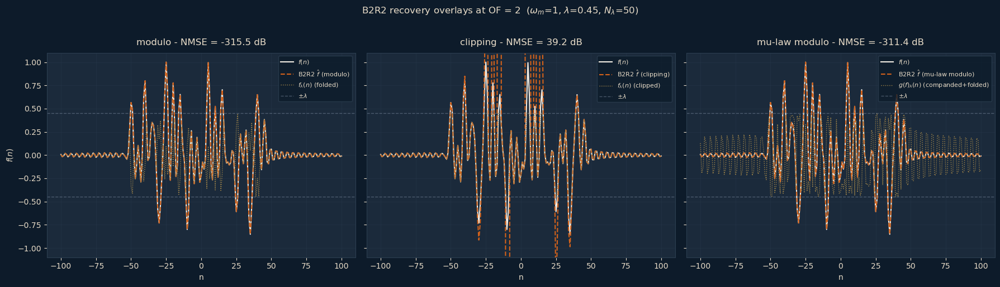 B2R2 recovery overlays at OF = 2 (ωm=1, λ=0.45, Nλ=50)
modulo - NMSE = -315.5 dB
f(n)
B2R2 f̂ (modulo)
fλ(n) (folded)
±λ
1.00
0.75
0.50
0.25
0.00
−0.25
−0.50
−0.75
−1.00
f(n)
−100 −75 −50 −25 0 25 50 75 100
n
clipping - NMSE = 39.2 dB
f(n)
B2R2 f̂ (clipping)
fλ(n) (clipped)
±λ
−100 −75 −50 −25 0 25 50 75 100
n
mu-law modulo - NMSE = -311.4 dB
f(n)
B2R2 f̂ (mu-law modulo)
g(f)λ(n) (companded+folded)
±λ
−100 −75 −50 −25 0 25 50 75 100
n